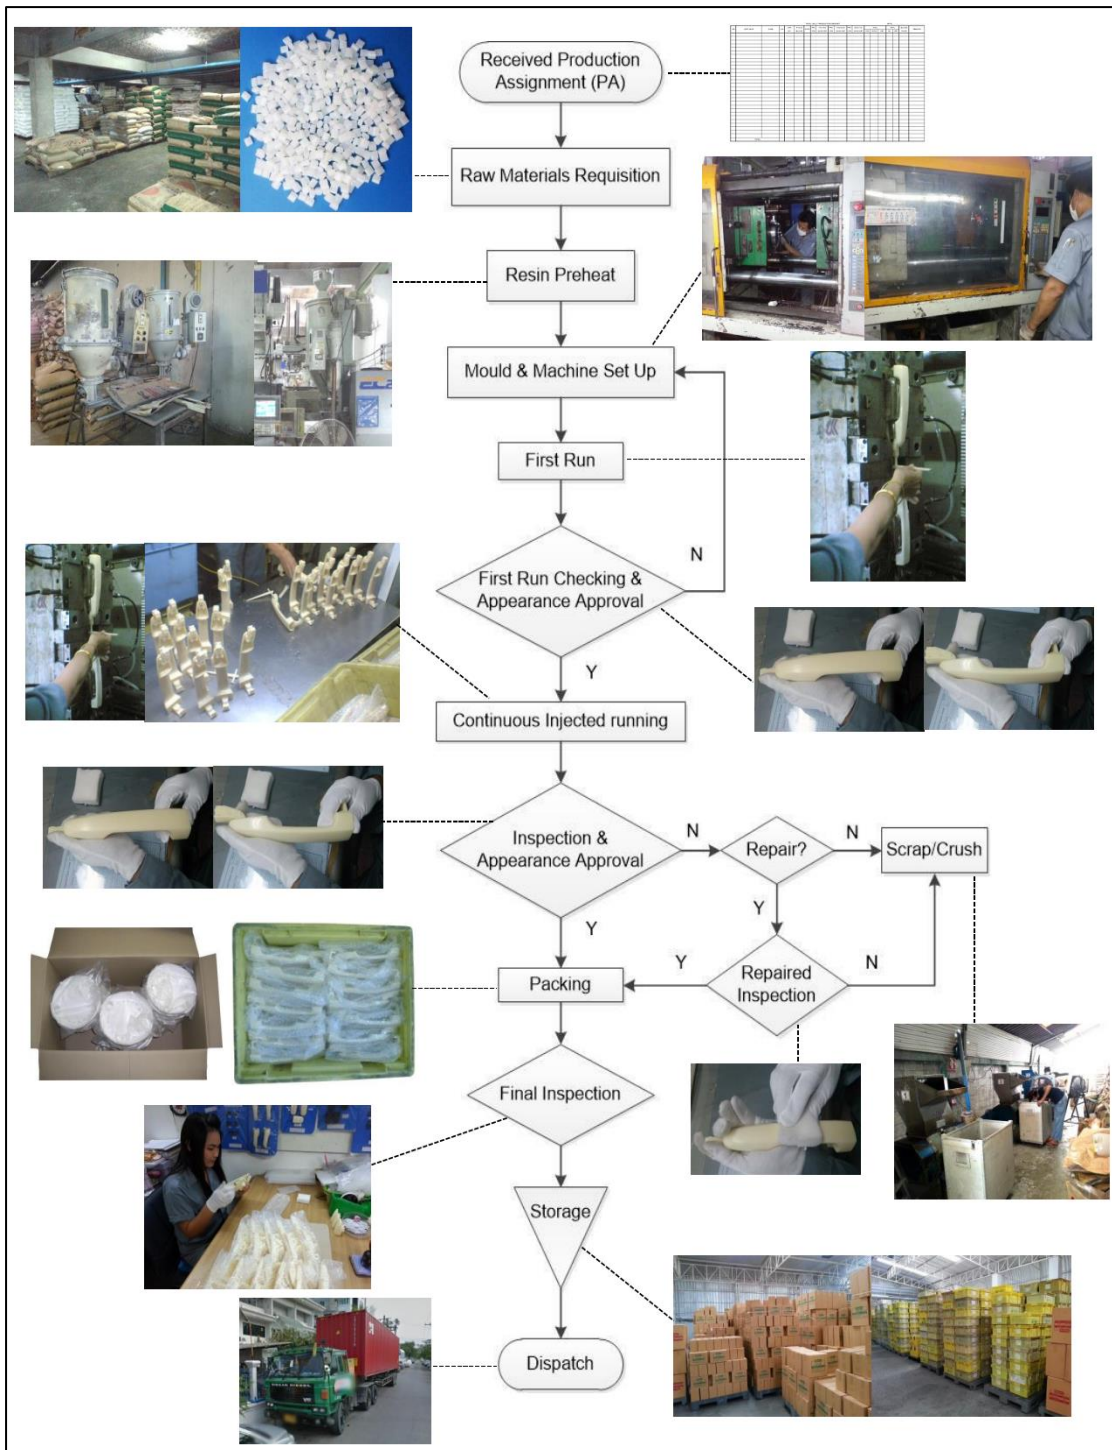 Received Production
Assignment (PA)
Raw Materials Requisition
Resin Preheat
Mould & Machine Set Up
First Run
N
First Run Checking &
Appearance Approval
Y
Continuous Injected running
Inspection &
Appearance Approval
N
Repair?
N
Scrap/Crush
Y
Y
Packing
Y
Repaired
Inspection
N
Final Inspection
Storage
Dispatch